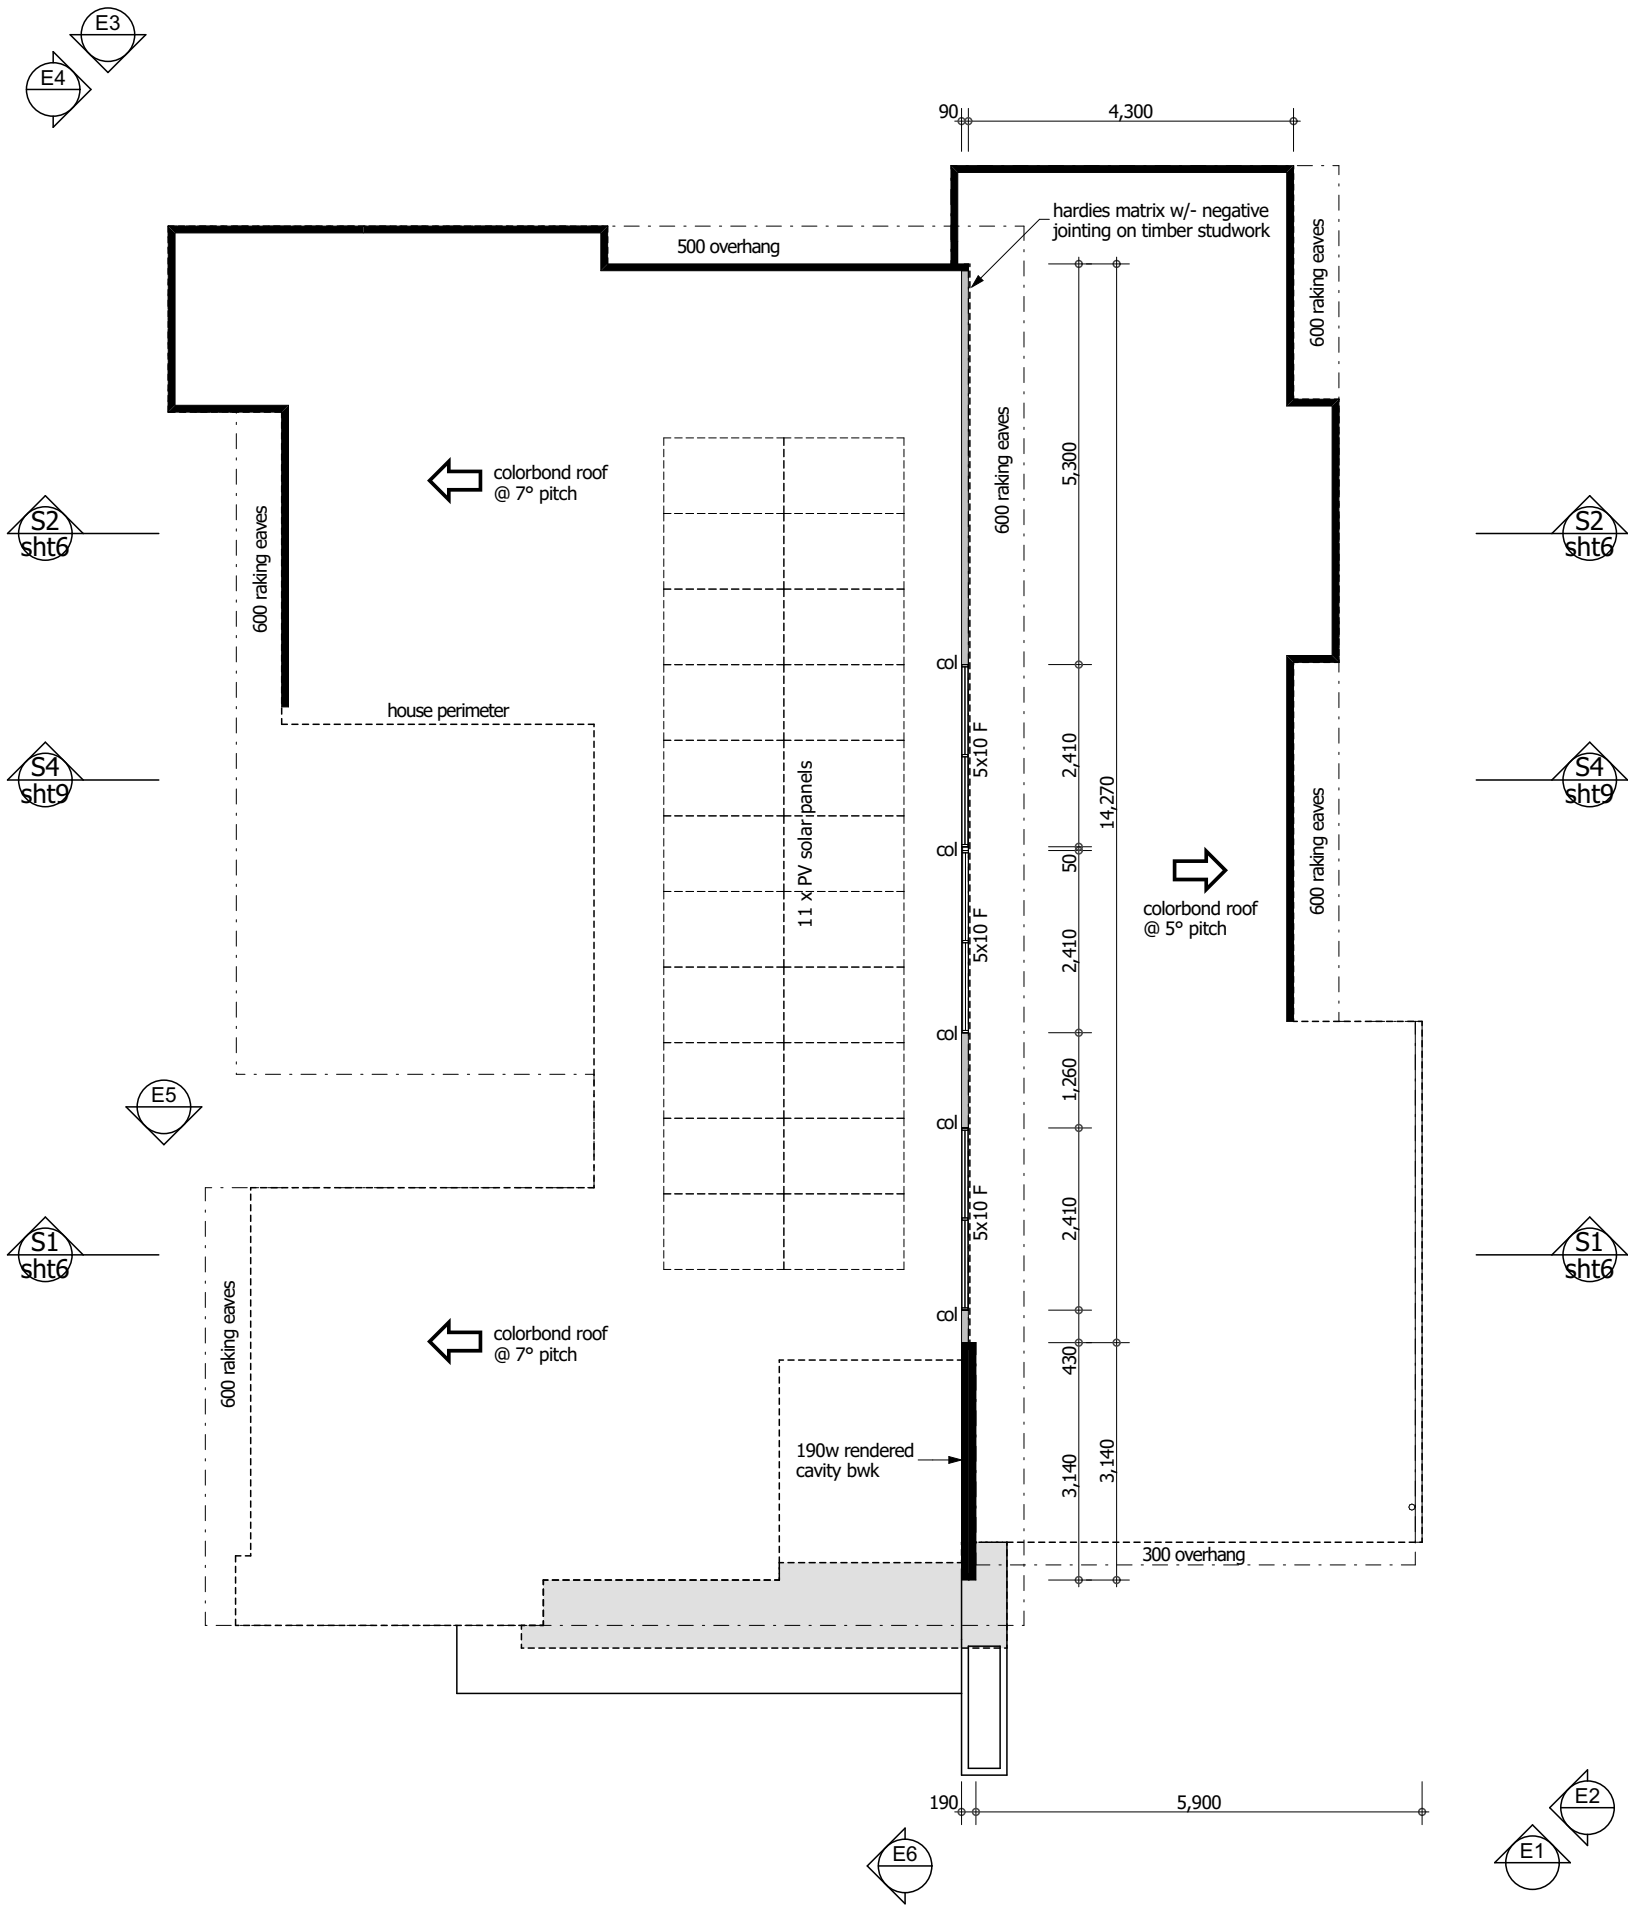 E3
E4
90
4,300
hardies matrix w/- negative
jointing on timber studwork
500 overhang
600 raking eaves
600 raking eaves
5,300
colorbond roof
@ 7° pitch
S2
sht6
S2
sht6
600 raking eaves
col
house perimeter
5x10 F
2,410
S4
sht9
S4
sht9
11 x PV solar panels
14,270
col
50
600 raking eaves
colorbond roof
@ 5° pitch
5x10 F
2,410
col
1,260
E5
col
5x10 F
2,410
S1
sht6
S1
sht6
col
600 raking eaves
colorbond roof
@ 7° pitch
430
190w rendered
cavity bwk
3,140
3,140
300 overhang
190
5,900
E2
E1
E6